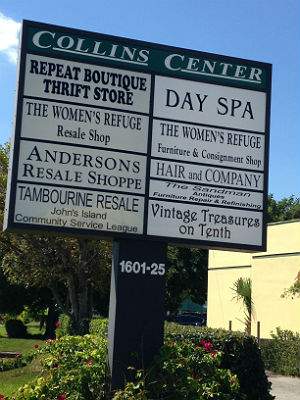 COLLINS CENTER
REPEAT BOUTIQUE
THRIFT STORE
THE WOMEN'S REFUGE
Resale Shop
ANDERSONS
RESALE SHOPPE
TAMBOURINE RESALE
John's Island
Community Service League
DAY SPA
THE WOMEN'S REFUGE
Furniture & Consignment Shop
HAIR and COMPANY
The Sandman
Antiques
Furniture Repair & Refinishing
Vintage Treasures
on Tenth
1601-25